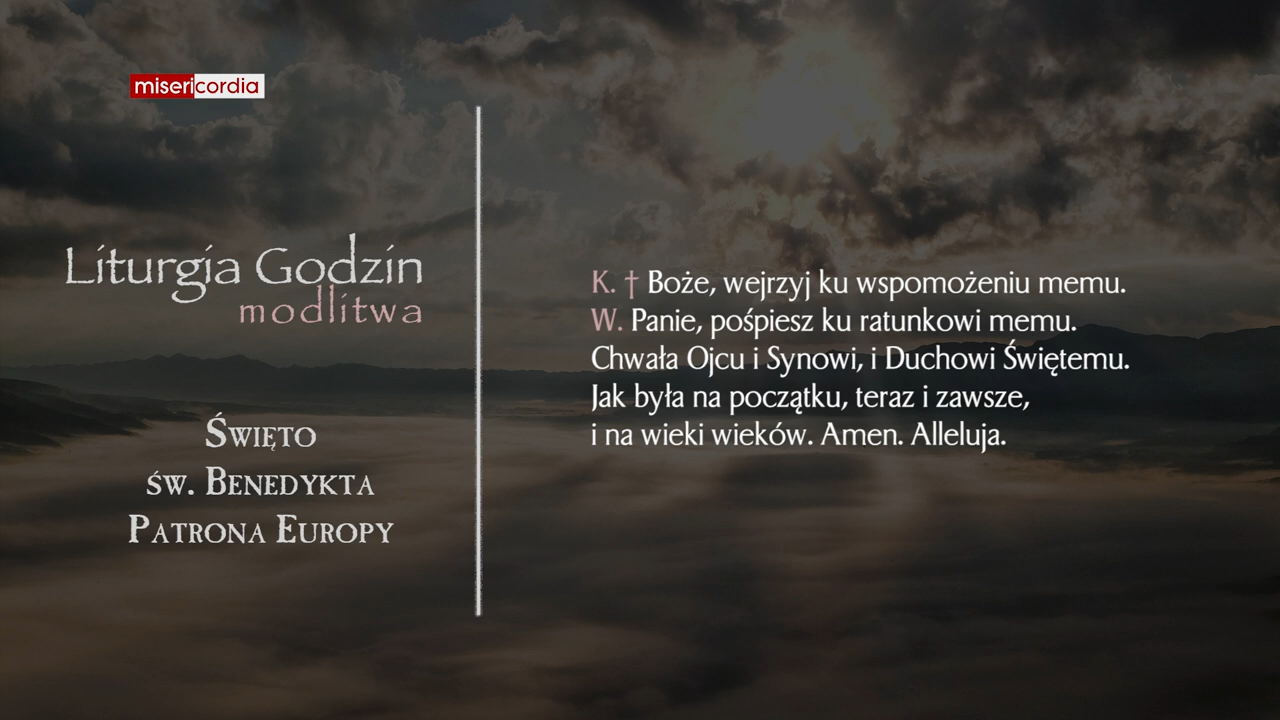 misericordia
Liturgia Godzin
modlitwa
Święto
św. Benedykta
Patrona Europy
K. † Boże, wejrzyj ku wspomożeniu memu.
W. Panie, pośpiesz ku ratunkowi memu.
Chwała Ojcu i Synowi, i Duchowi Świętemu.
Jak była na początku, teraz i zawsze,
i na wieki wieków. Amen. Alleluja.